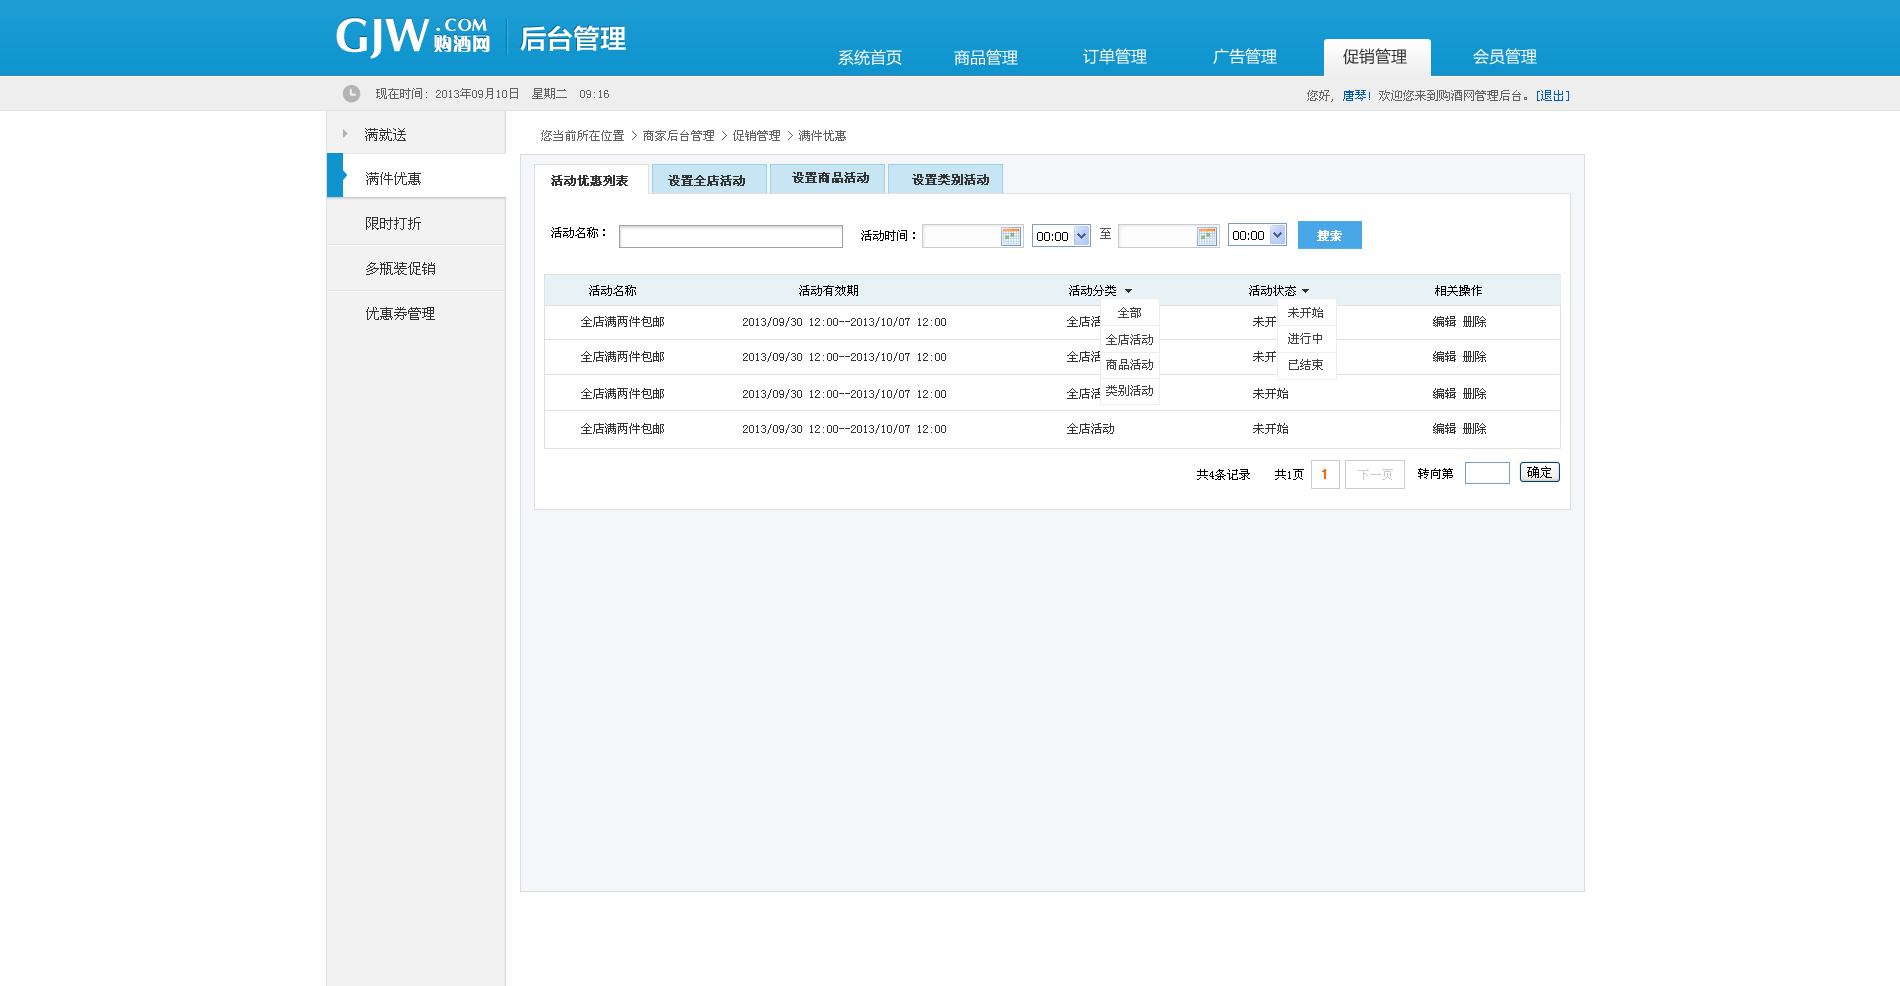 GJW.COM 购酒网 后台管理
系统首页 商品管理 订单管理 广告管理 促销管理 会员管理
现在时间：2013年09月10日 星期二 09:16
您好，唐琴！欢迎您来到购酒网管理后台。[退出]
满就送
满件优惠
限时打折
多瓶装促销
优惠券管理
您当前所在位置 > 商家后台管理 > 促销管理 > 满件优惠
活动优惠列表 设置全店活动 设置商品活动 设置类别活动
活动名称： 活动时间： 00:00 至 00:00 搜索
活动名称 活动有效期 活动分类 活动状态 相关操作
全店满两件包邮 2013/09/30 12:00--2013/10/07 12:00 全店活 未开 编辑 删除
全店满两件包邮 2013/09/30 12:00--2013/10/07 12:00 全店活 未开 编辑 删除
全店满两件包邮 2013/09/30 12:00--2013/10/07 12:00 全店活 未开始 编辑 删除
全店满两件包邮 2013/09/30 12:00--2013/10/07 12:00 全店活动 未开始 编辑 删除
全部
全店活动
商品活动
类别活动
未开始
进行中
已结束
共4条记录 共1页 1 下一页 转向第 确定